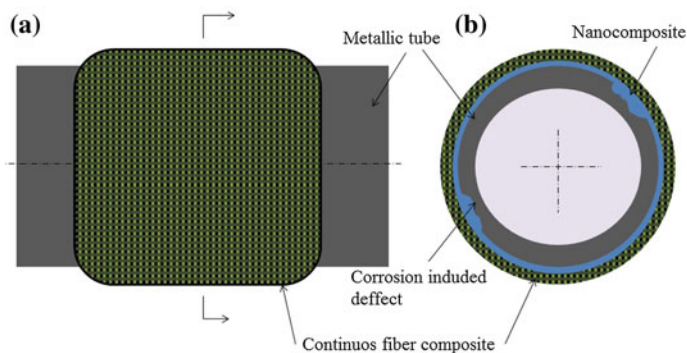 (a)
Metallic tube
(b)
Nanocomposite
Corrosion induded
deffect
Continuos fiber composite